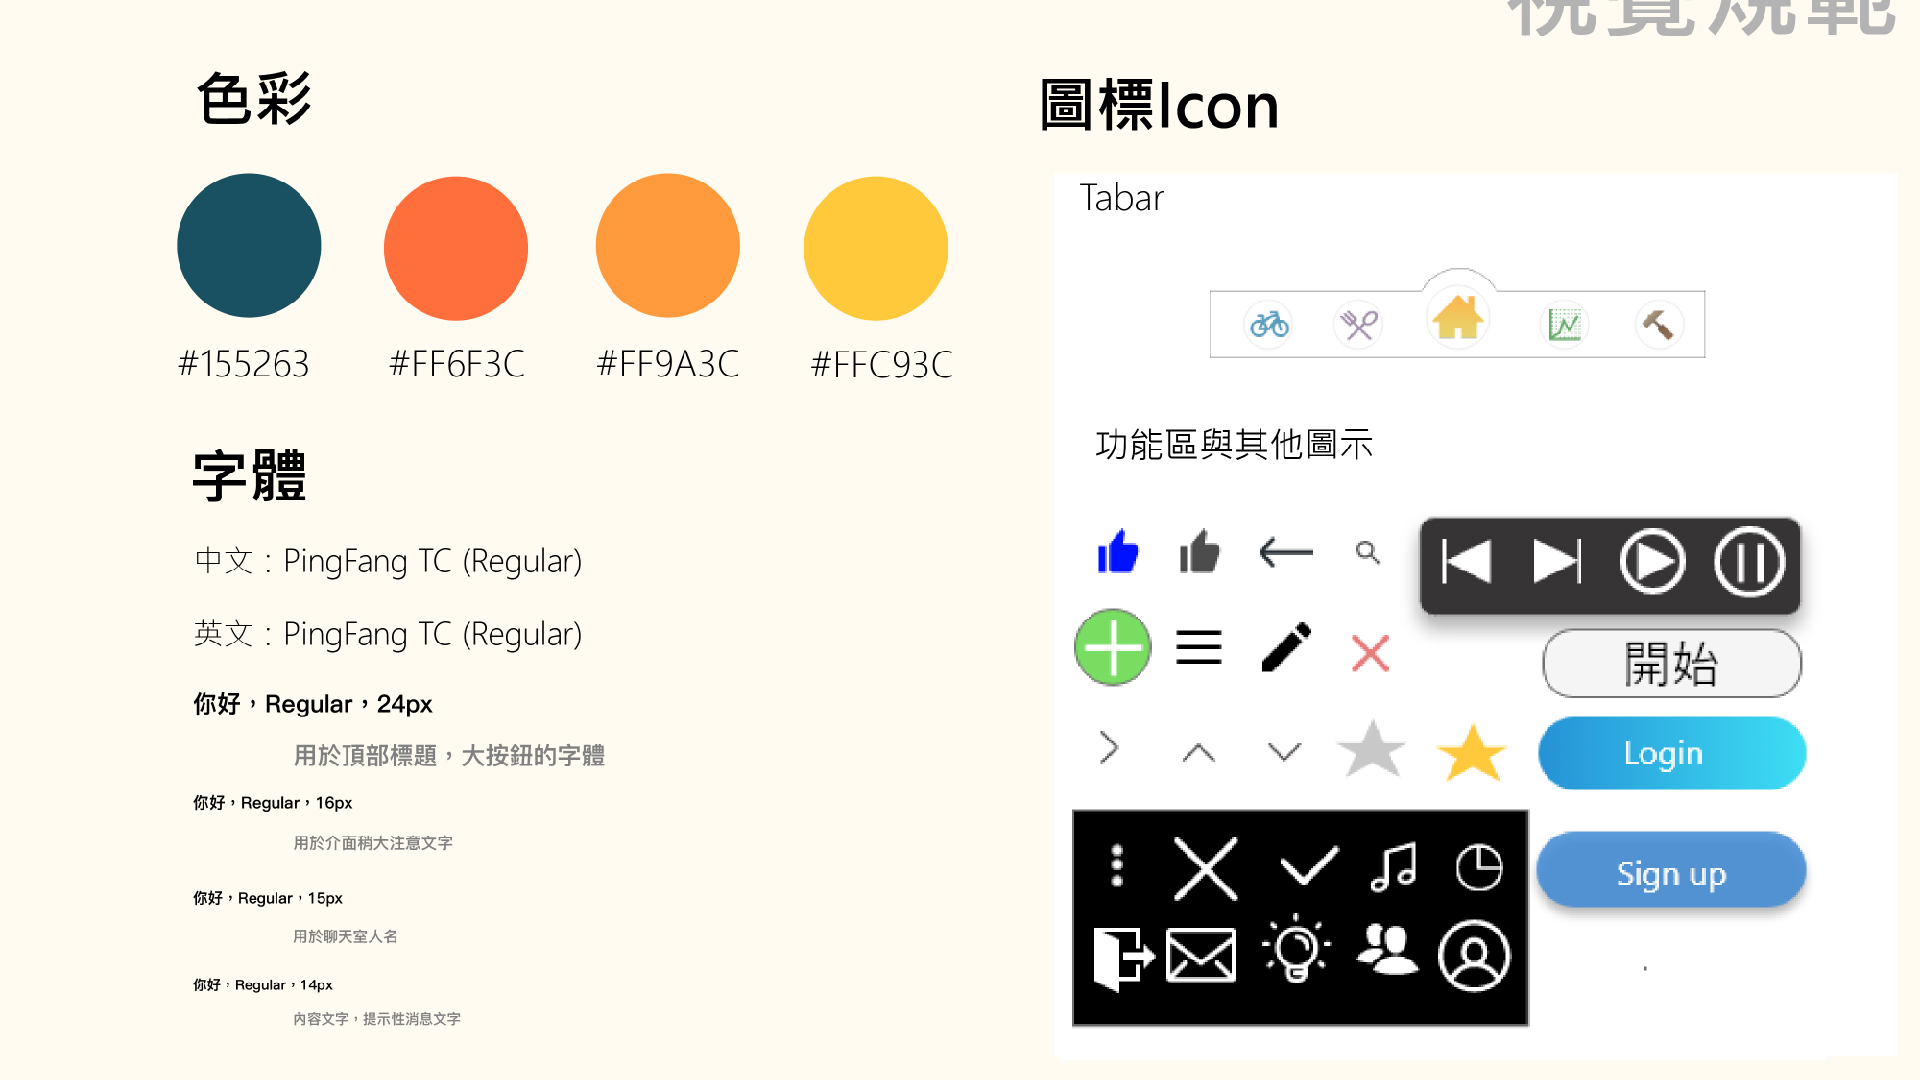 視覺規範
色彩
#155263
#FF6F3C
#FF9A3C
#FFC93C
字體
中文：PingFang TC (Regular)
英文：PingFang TC (Regular)
你好，Regular，24px
用於頂部標題，大按鈕的字體
你好，Regular，16px
用於介面稍大注意文字
你好，Regular，15px
用於聊天室人名
你好，Regular，14px
內容文字，提示性消息文字
圖標Icon
Tabar
功能區與其他圖示
開始
Login
Sign up